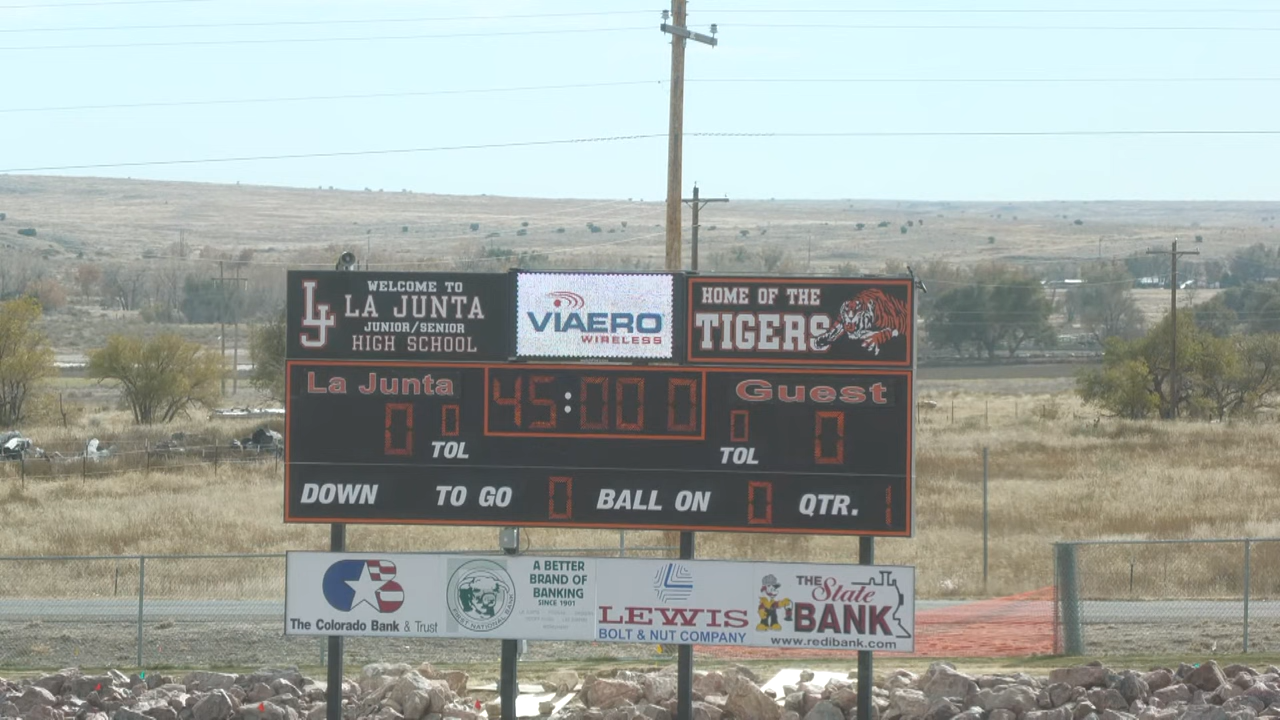 WELCOME TO
LA JUNTA
JUNIOR/SENIOR
HIGH SCHOOL
LJ
VIAERO
WIRELESS
HOME OF THE
TIGERS
La Junta
45:00 0
Guest
0 0
0 0
TOL
TOL
DOWN TO GO 0 BALL ON 0 QTR. 1
The Colorado Bank & Trust
A BETTER
BRAND OF
BANKING
SINCE 1901
LEWIS
BOLT & NUT COMPANY
THE
State
BANK
www.redibank.com